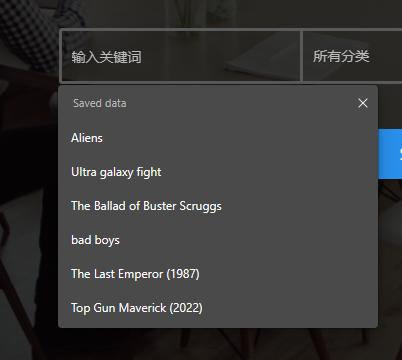 输入关键词 所有分类
Saved data
Aliens
Ultra galaxy fight
The Ballad of Buster Scruggs
bad boys
The Last Emperor (1987)
Top Gun Maverick (2022)